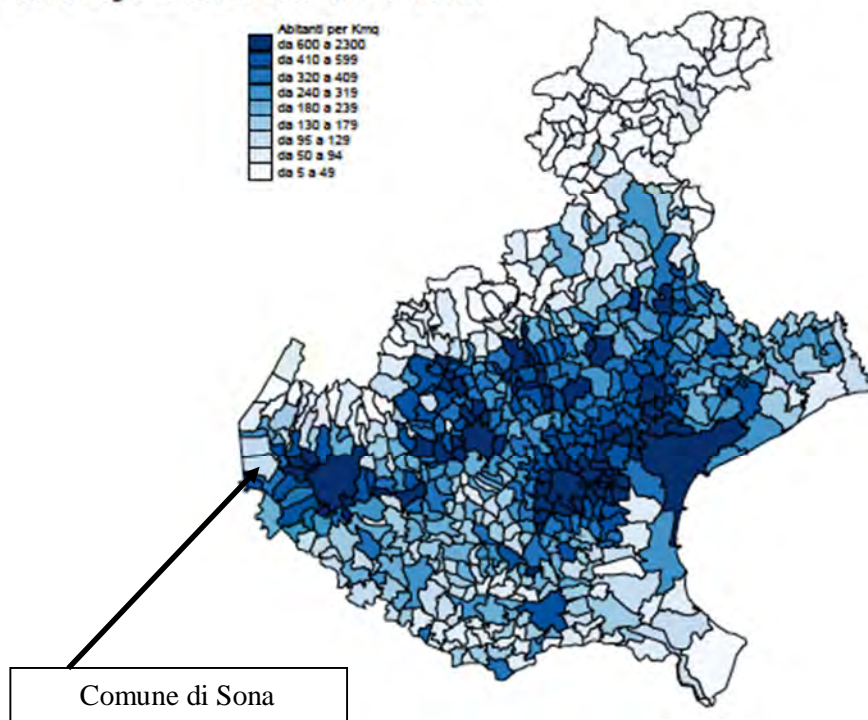 Abitanti per Kmq
da 600 a 2300
da 410 a 599
da 320 a 409
da 240 a 319
da 180 a 239
da 130 a 179
da 95 a 129
da 50 a 94
da 5 a 49
Comune di Sona